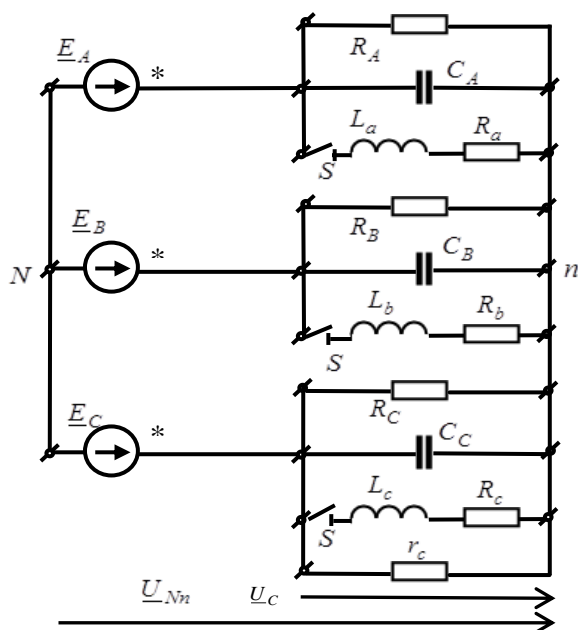 R_A
E_A *
C_A
L_a R_a
S
R_B
E_B *
C_B
N n
L_b R_b
S
R_C
E_C *
C_C
L_c R_c
S
r_c
U_Nn U_C